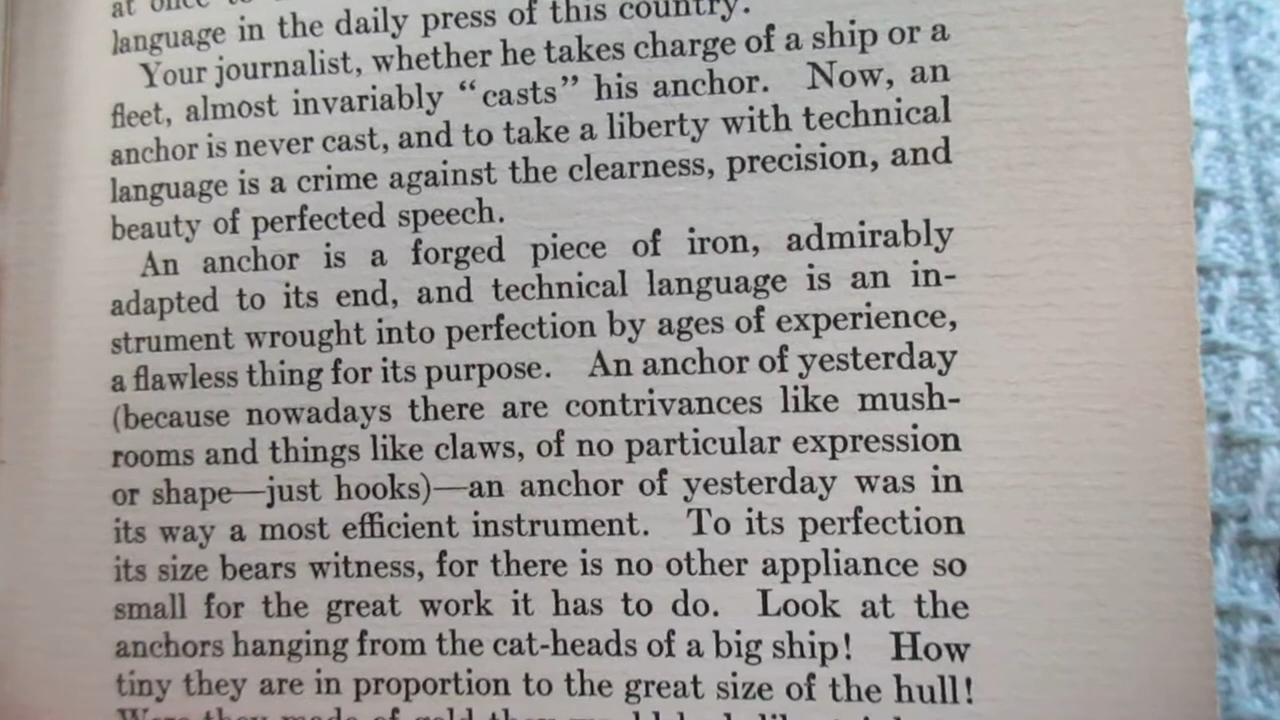 at once to
language in the daily press of this country.
Your journalist, whether he takes charge of a ship or a
fleet, almost invariably “casts” his anchor. Now, an
anchor is never cast, and to take a liberty with technical
language is a crime against the clearness, precision, and
beauty of perfected speech.
An anchor is a forged piece of iron, admirably
adapted to its end, and technical language is an in-
strument wrought into perfection by ages of experience,
a flawless thing for its purpose. An anchor of yesterday
(because nowadays there are contrivances like mush-
rooms and things like claws, of no particular expression
or shape—just hooks)—an anchor of yesterday was in
its way a most efficient instrument. To its perfection
its size bears witness, for there is no other appliance so
small for the great work it has to do. Look at the
anchors hanging from the cat-heads of a big ship! How
tiny they are in proportion to the great size of the hull!
Were they made of gold they